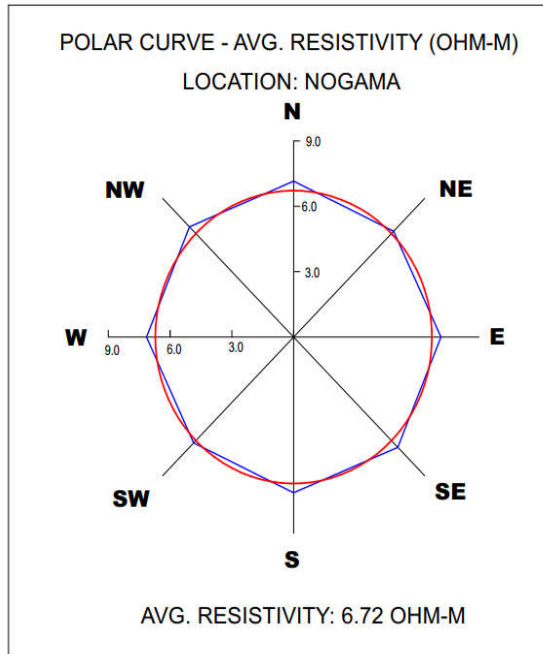 POLAR CURVE - AVG. RESISTIVITY (OHM-M)
LOCATION: NOGAMA
N
9.0
NW
NE
6.0
3.0
W
E
9.0
6.0
3.0
SW
SE
S
AVG. RESISTIVITY: 6.72 OHM-M